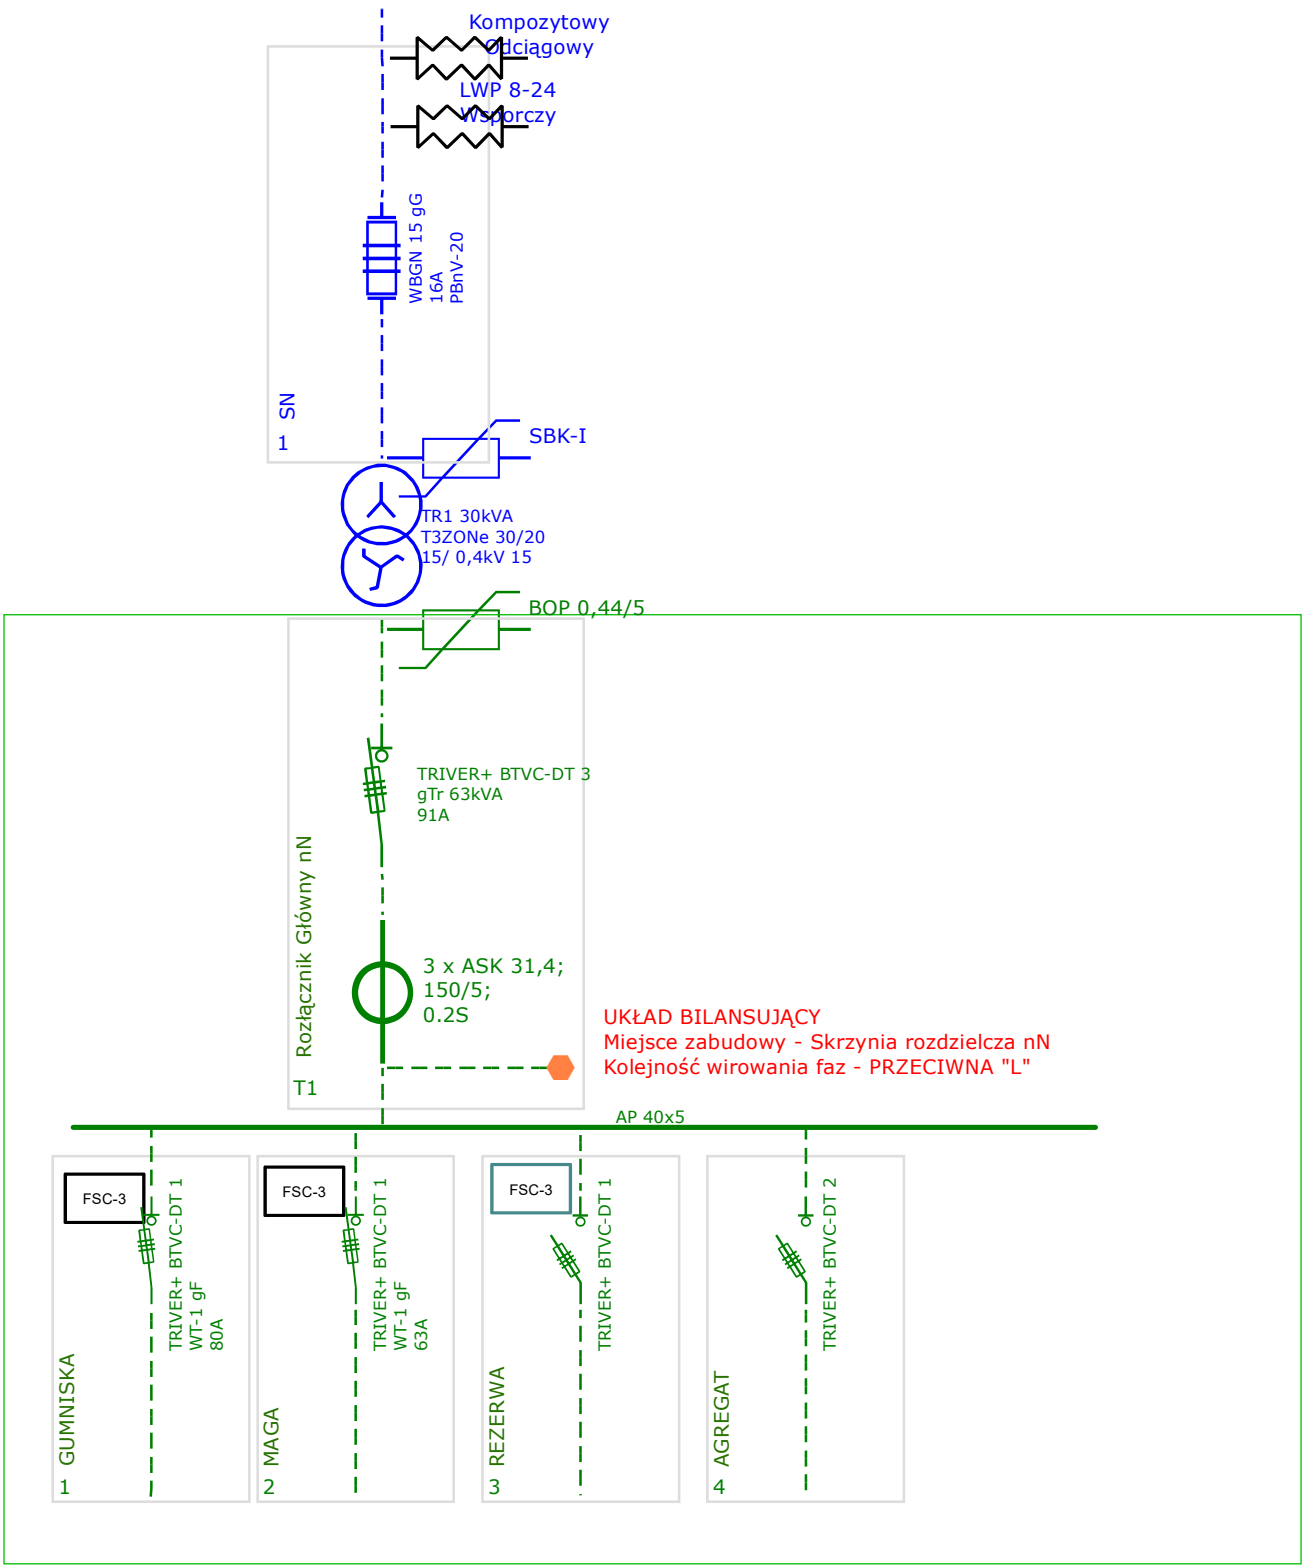 Kompozytowy
Odciągowy
LWP 8-24
Wsporczy
WBGN 15 gG
16A
PBnV-20
SN
1
SBK-I
TR1 30kVA
T3ZONe 30/20
15/ 0,4kV 15
BOP 0,44/5
TRIVER+ BTVC-DT 3
gTr 63kVA
91A
Rozłącznik Główny nN
3 x ASK 31,4;
150/5;
0.2S
T1
UKŁAD BILANSUJĄCY
Miejsce zabudowy - Skrzynia rozdzielcza nN
Kolejność wirowania faz - PRZECIWNA "L"
AP 40x5
FSC-3
TRIVER+ BTVC-DT 1
WT-1 gF
80A
GUMNISKA
1
FSC-3
TRIVER+ BTVC-DT 1
WT-1 gF
63A
MAGA
2
FSC-3
TRIVER+ BTVC-DT 1
REZERWA
3
TRIVER+ BTVC-DT 2
AGREGAT
4